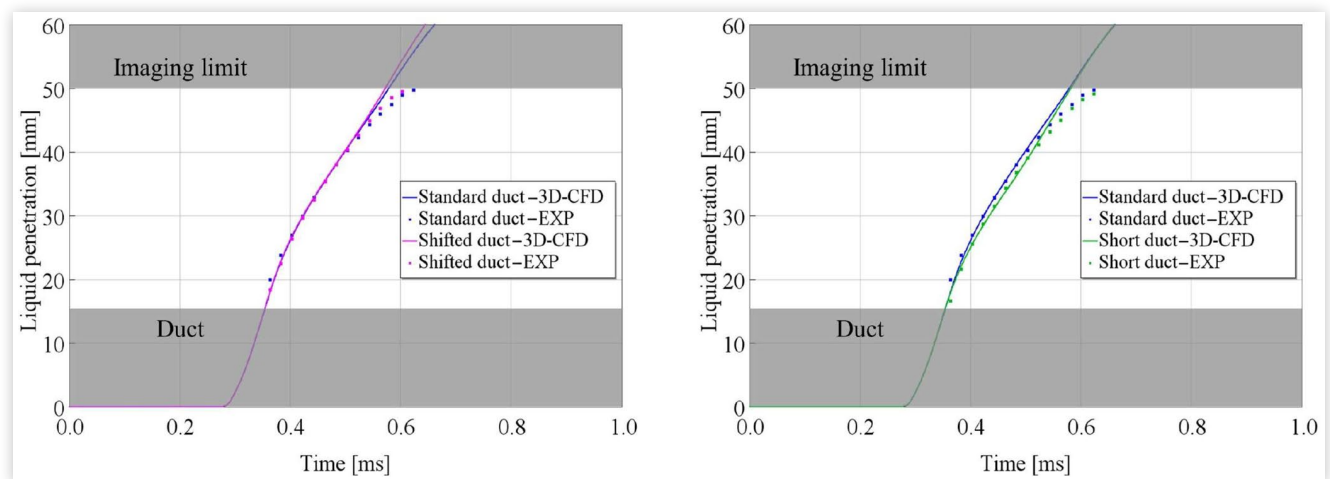 60
50
40
30
20
10
0
Liquid penetration [mm]
Imaging limit
Standard duct–3D-CFD
Standard duct–EXP
Shifted duct–3D-CFD
Shifted duct–EXP
Duct
0.0 0.2 0.4 0.6 0.8 1.0
Time [ms]
60
50
40
30
20
10
0
Liquid penetration [mm]
Imaging limit
Standard duct–3D-CFD
Standard duct–EXP
Short duct–3D-CFD
Short duct–EXP
Duct
0.0 0.2 0.4 0.6 0.8 1.0
Time [ms]